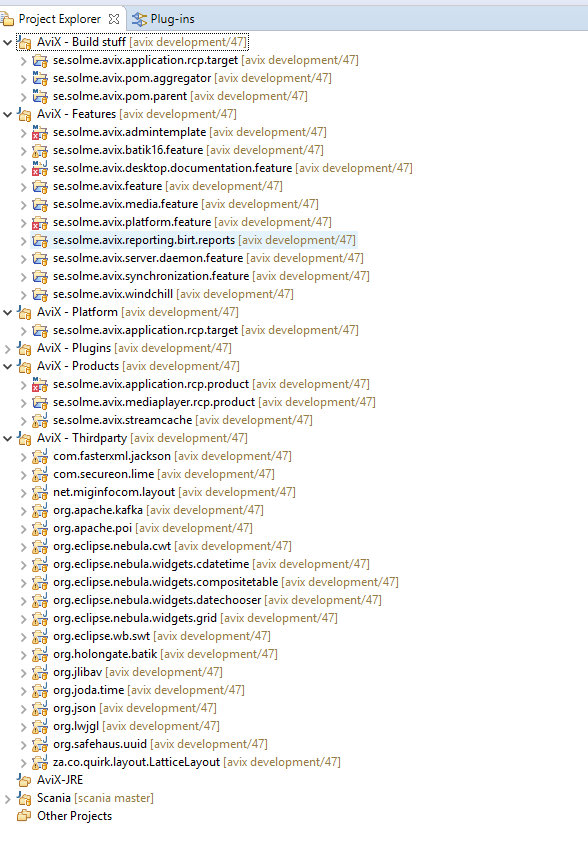 Project Explorer Plug-ins
AviX - Build stuff [avix development/47]
se.solme.avix.application.rcp.target [avix development/47]
se.solme.avix.pom.aggregator [avix development/47]
se.solme.avix.pom.parent [avix development/47]
AviX - Features [avix development/47]
se.solme.avix.admintemplate [avix development/47]
se.solme.avix.batik16.feature [avix development/47]
se.solme.avix.desktop.documentation.feature [avix development/47]
se.solme.avix.feature [avix development/47]
se.solme.avix.media.feature [avix development/47]
se.solme.avix.platform.feature [avix development/47]
se.solme.avix.reporting.birt.reports [avix development/47]
se.solme.avix.server.daemon.feature [avix development/47]
se.solme.avix.synchronization.feature [avix development/47]
se.solme.avix.windchill [avix development/47]
AviX - Platform [avix development/47]
se.solme.avix.application.rcp.target [avix development/47]
AviX - Plugins [avix development/47]
AviX - Products [avix development/47]
se.solme.avix.application.rcp.product [avix development/47]
se.solme.avix.mediaplayer.rcp.product [avix development/47]
se.solme.avix.streamcache [avix development/47]
AviX - Thirdparty [avix development/47]
com.fasterxml.jackson [avix development/47]
com.secureon.lime [avix development/47]
net.miginfocom.layout [avix development/47]
org.apache.kafka [avix development/47]
org.apache.poi [avix development/47]
org.eclipse.nebula.cwt [avix development/47]
org.eclipse.nebula.widgets.cdatetime [avix development/47]
org.eclipse.nebula.widgets.compositetable [avix development/47]
org.eclipse.nebula.widgets.datechooser [avix development/47]
org.eclipse.nebula.widgets.grid [avix development/47]
org.eclipse.wb.swt [avix development/47]
org.holongate.batik [avix development/47]
org.jlibav [avix development/47]
org.joda.time [avix development/47]
org.json [avix development/47]
org.lwjgl [avix development/47]
org.safehaus.uuid [avix development/47]
za.co.quirk.layout.LatticeLayout [avix development/47]
AviX-JRE
Scania [scania master]
Other Projects